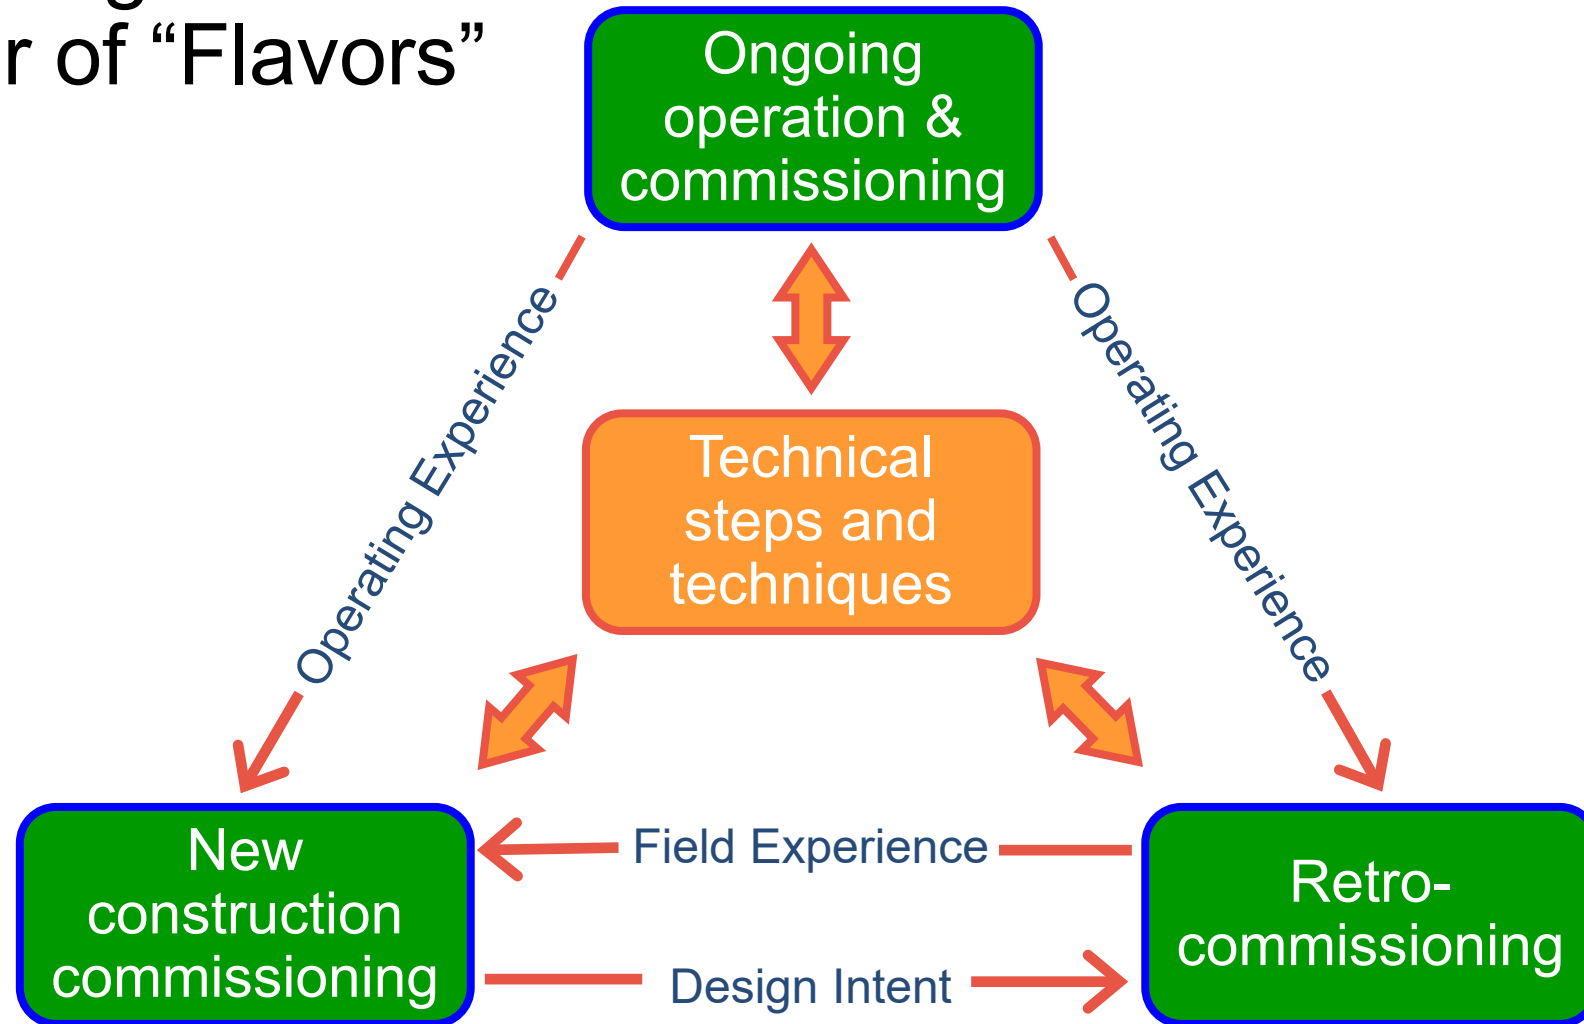 r of “Flavors”
Ongoing
operation &
commissioning
Operating Experience
Operating Experience
Technical
steps and
techniques
Field Experience
New
construction
commissioning
Retro-
commissioning
Design Intent